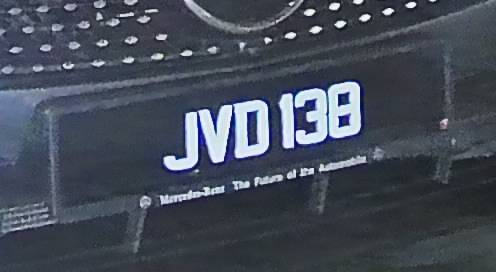 JVD 138
Mercedes-Benz The Future of the Automobile